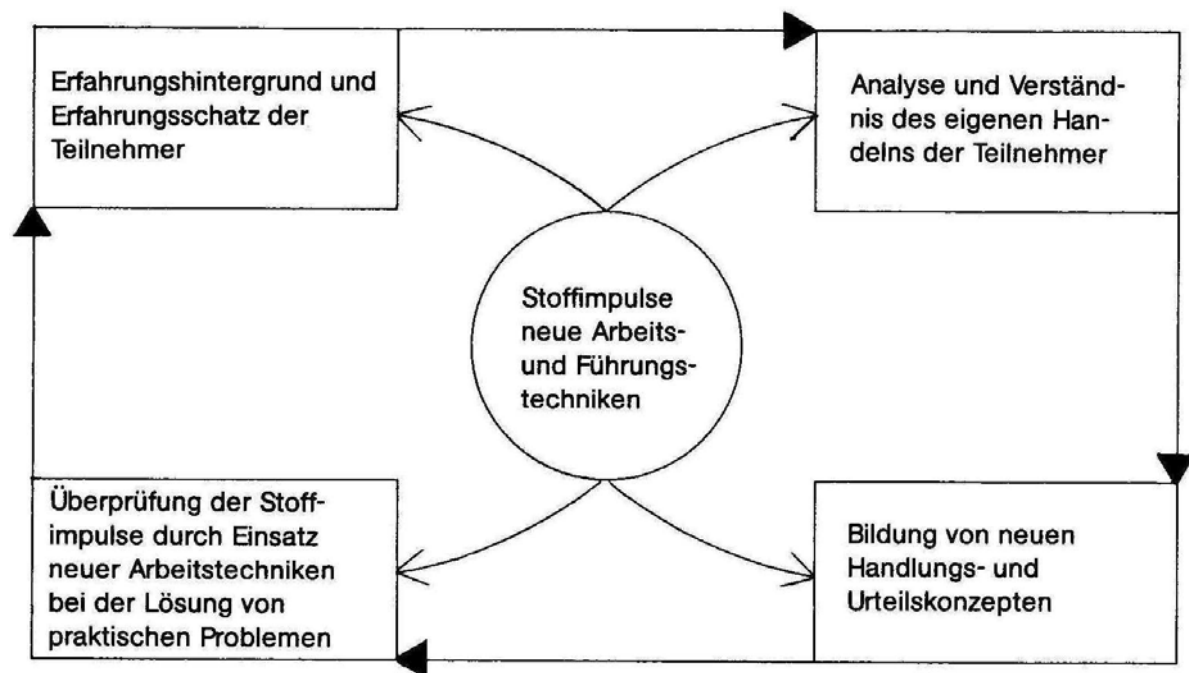 Erfahrungshintergrund und
Erfahrungsschatz der
Teilnehmer
Analyse und Verständ-
nis des eigenen Han-
delns der Teilnehmer
Stoffimpulse
neue Arbeits-
und Führungs-
techniken
Überprüfung der Stoff-
impulse durch Einsatz
neuer Arbeitstechniken
bei der Lösung von
praktischen Problemen
Bildung von neuen
Handlungs- und
Urteilskonzepten